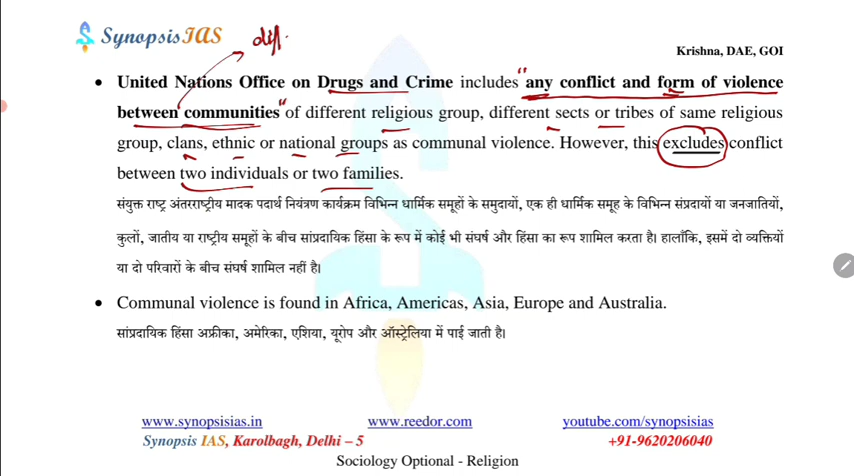 Synopsis IAS
Krishna, DAE, GOI
• United Nations Office on Drugs and Crime includes "any conflict and form of violence
between communities" of different religious group, different sects or tribes of same religious
group, clans, ethnic or national groups as communal violence. However, this excludes conflict
between two individuals or two families.
संयुक्त राष्ट्र अंतरराष्ट्रीय मादक पदार्थ नियंत्रण कार्यक्रम विभिन्न धार्मिक समूहों के समुदायों, एक ही धार्मिक समूह के विभिन्न संप्रदायों या जनजातियों,
कुलों, जातीय या राष्ट्रीय समूहों के बीच सांप्रदायिक हिंसा के रूप में कोई भी संघर्ष और हिंसा का रूप शामिल करता है। हालाँकि, इसमें दो व्यक्तियों
या दो परिवारों के बीच संघर्ष शामिल नहीं है।
• Communal violence is found in Africa, Americas, Asia, Europe and Australia.
सांप्रदायिक हिंसा अफ्रीका, अमेरिका, एशिया, यूरोप और ऑस्ट्रेलिया में पाई जाती है।
www.synopsisias.in www.reedor.com youtube.com/synopsisias
Synopsis IAS, Karolbagh, Delhi – 5 +91-9620206040
Sociology Optional - Religion